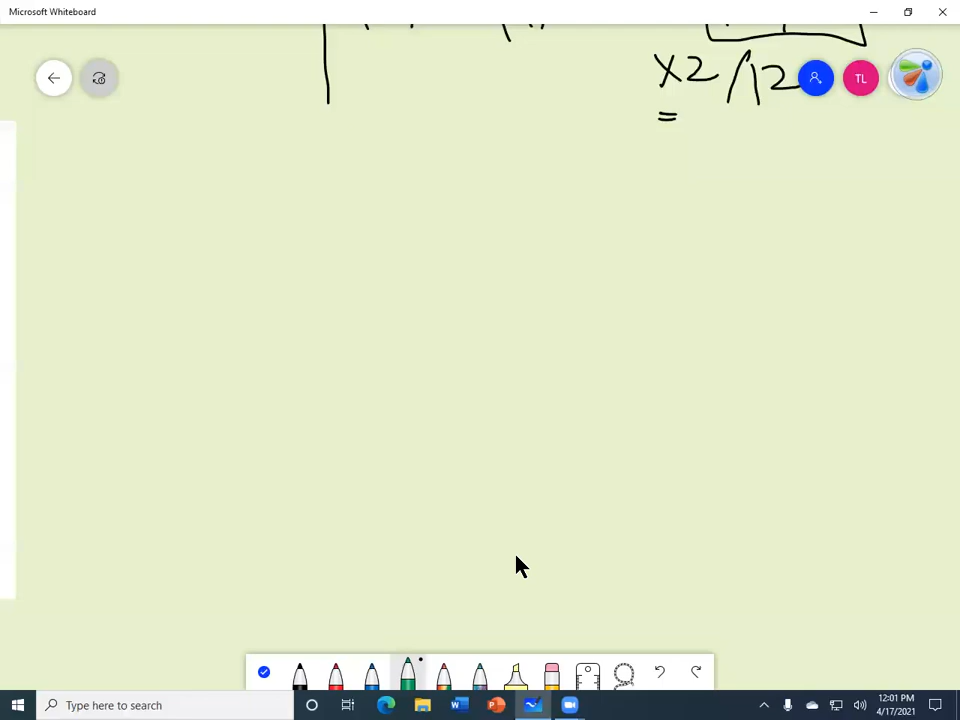 Microsoft Whiteboard
x2/12
=
TL
Type here to search
12:01 PM
4/17/2021